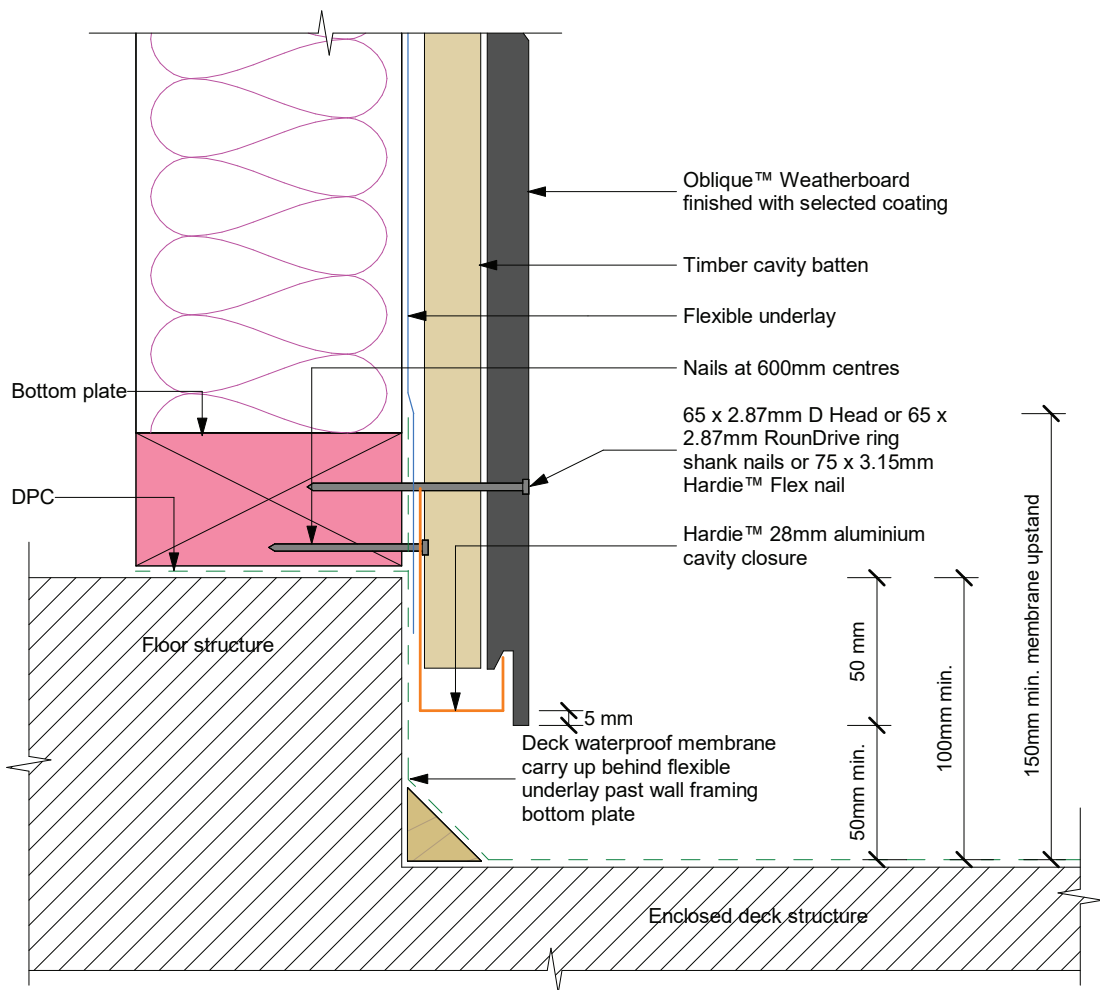 Oblique™ Weatherboard
finished with selected coating
Timber cavity batten
Flexible underlay
Nails at 600mm centres
Bottom plate
65 x 2.87mm D Head or 65 x
2.87mm RounDrive ring
shank nails or 75 x 3.15mm
Hardie™ Flex nail
DPC
Hardie™ 28mm aluminium
cavity closure
Floor structure
50 mm
100mm min.
150mm min. membrane upstand
5 mm
Deck waterproof membrane
carry up behind flexible
underlay past wall framing
bottom plate
50mm min.
Enclosed deck structure